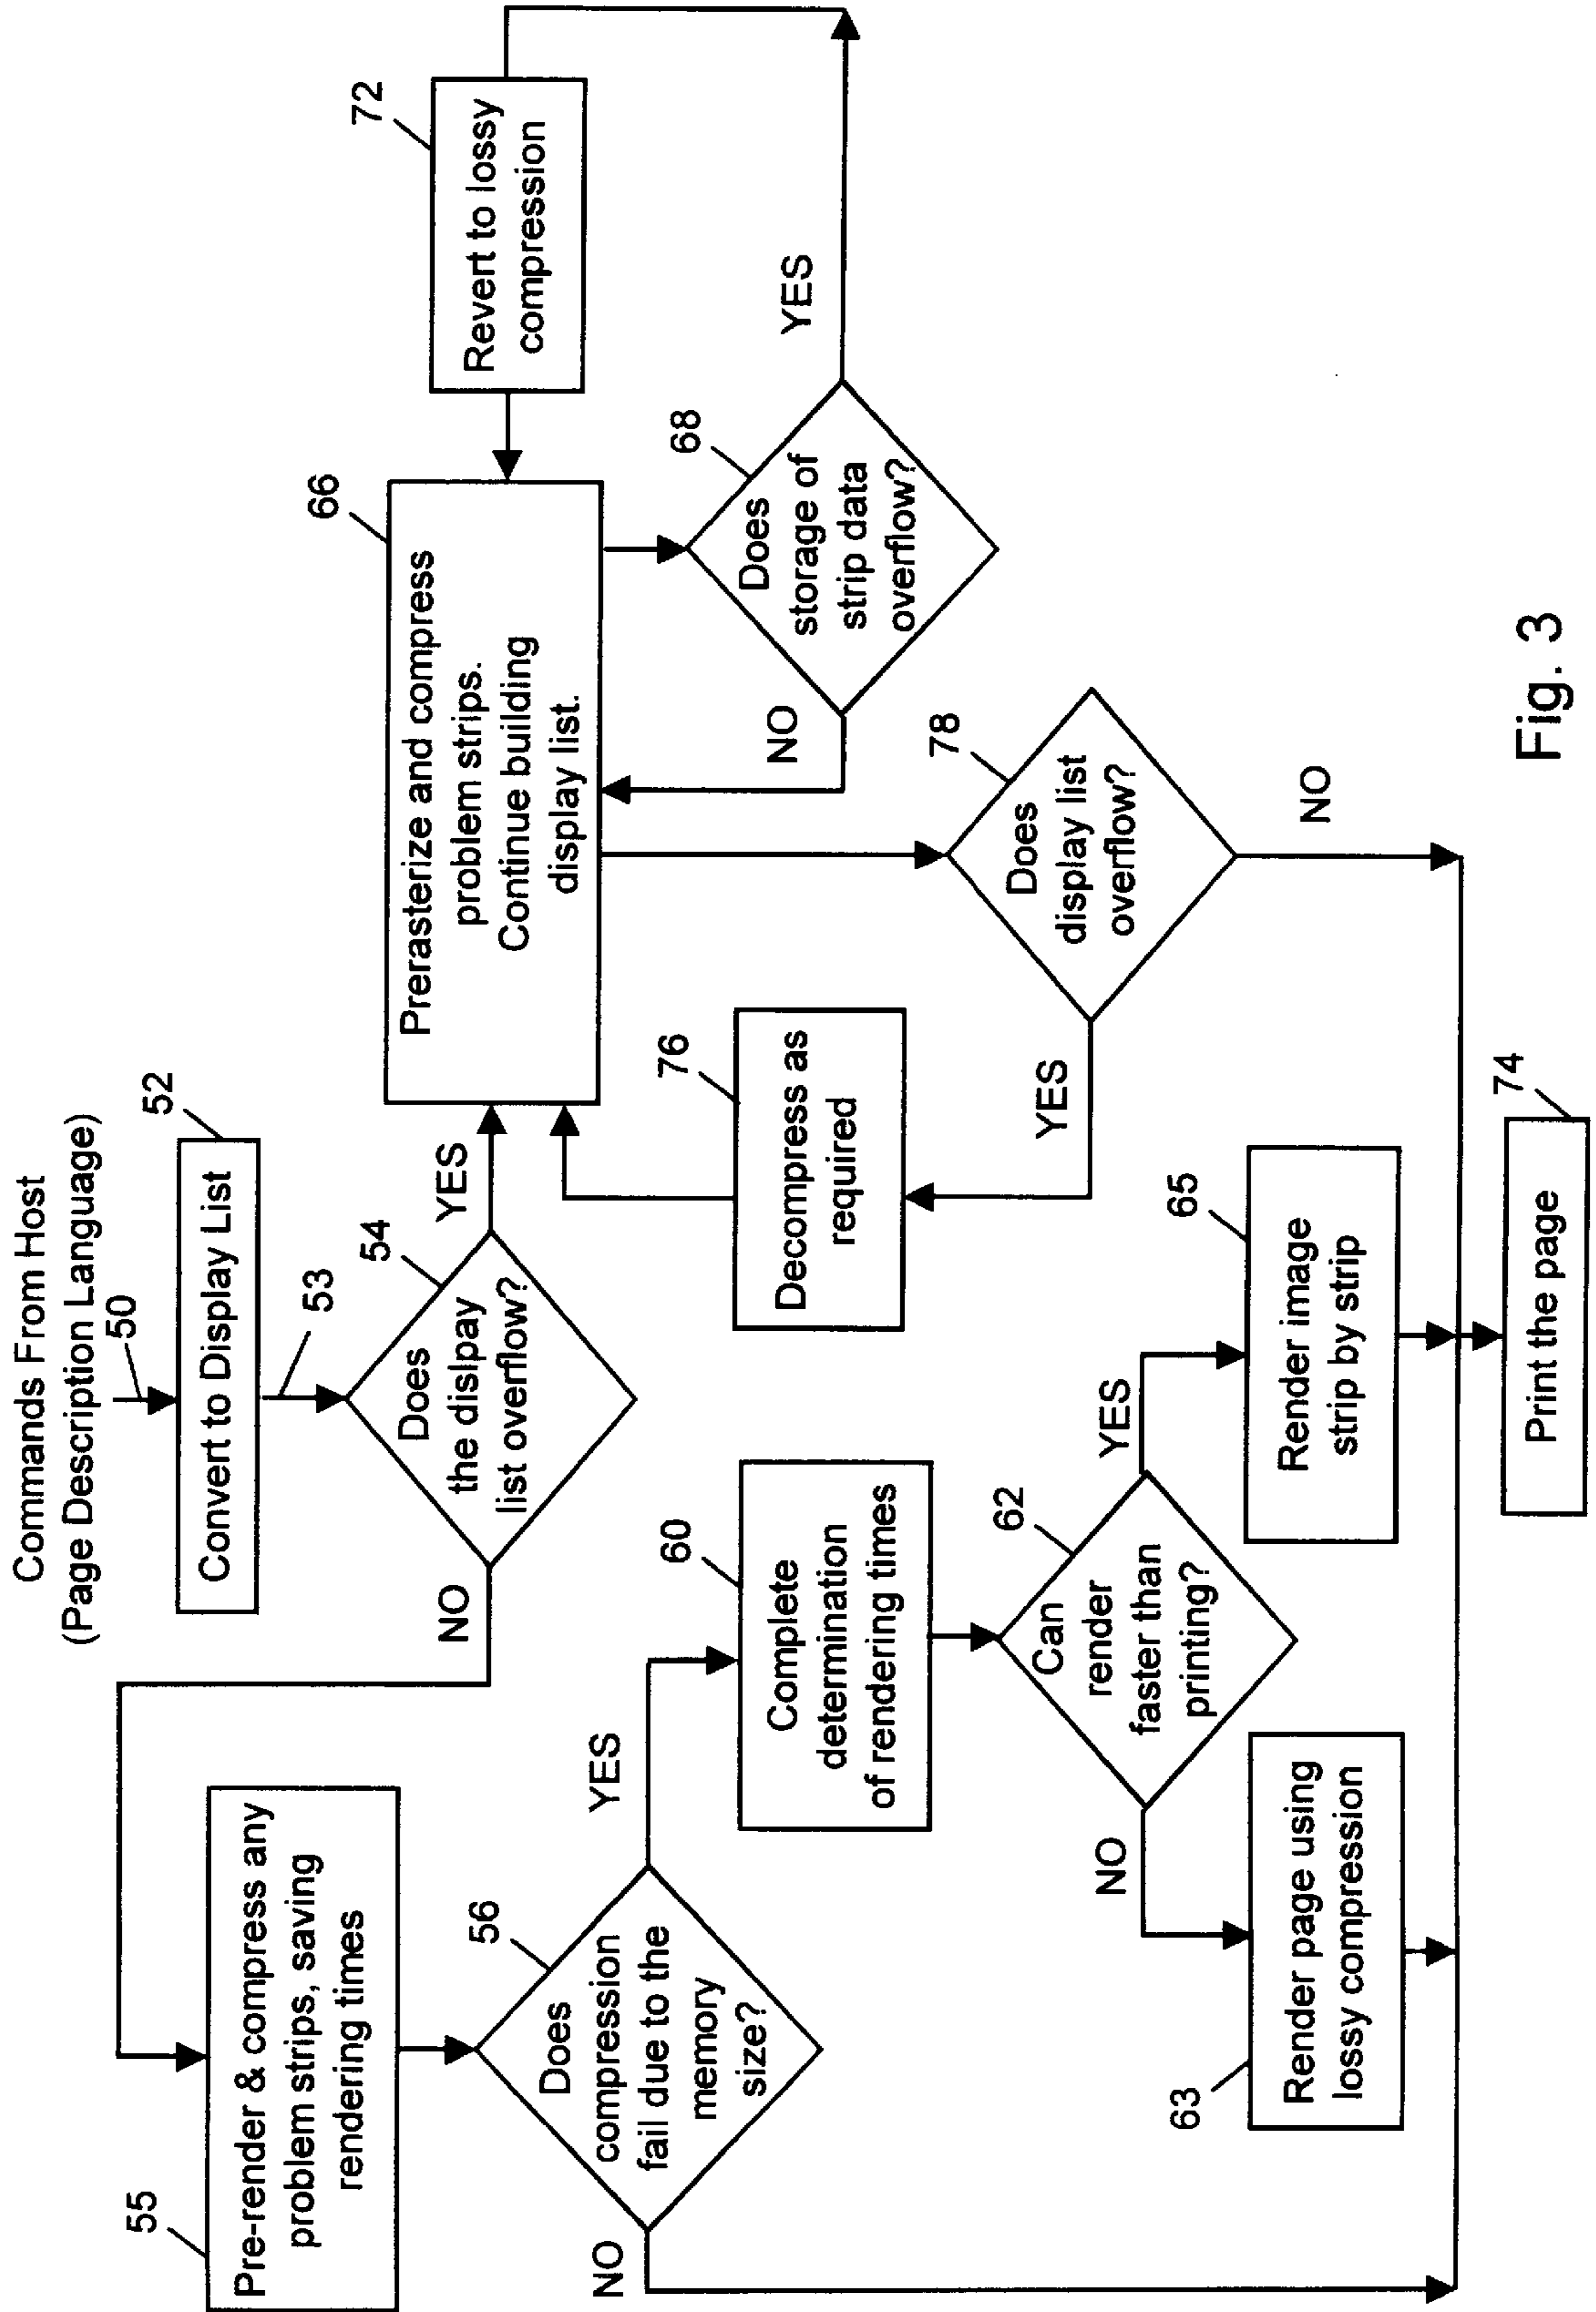 Commands From Host
(Page Description Language)
50
52
Convert to Display List
53
54
Does
the dislpay
list overflow?
YES
NO
55
Pre-render & compress any
problem strips, saving
rendering times
56
Does
compression
fail due to the
memory
size?
YES
NO
60
Complete
determination
of rendering times
62
Can
render
faster than
printing?
NO
YES
63
Render page using
lossy compression
65
Render image
strip by strip
66
Prerasterize and compress
problem strips.
Continue building
display list.
68
Does
storage of
strip data
overflow?
NO
YES
72
Revert to lossy
compression
76
Decompress as
required
78
Does
display list
overflow?
YES
NO
74
Print the page
Fig. 3